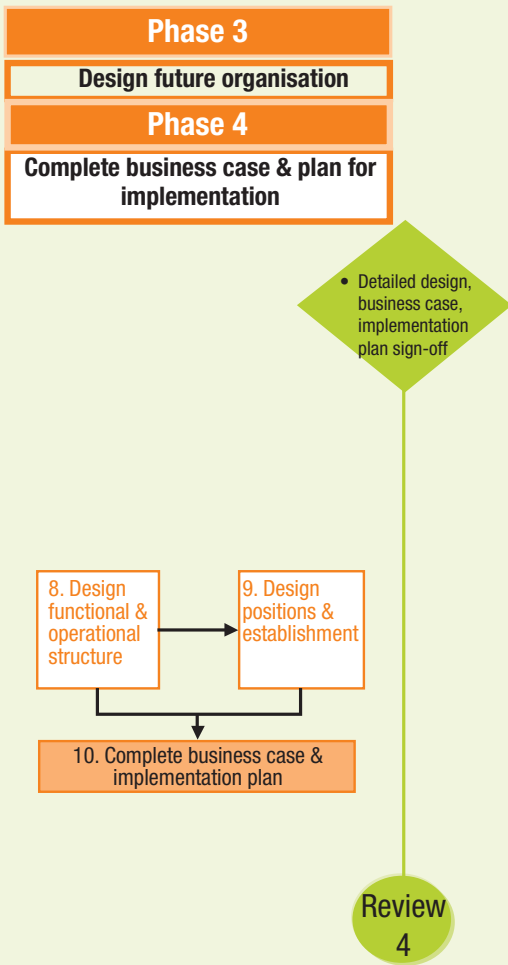 Phase 3
Design future organisation
Phase 4
Complete business case & plan for
implementation
• Detailed design,
business case,
implementation
plan sign-off
8. Design
functional &
operational
structure
9. Design
positions &
establishment
10. Complete business case &
implementation plan
Review
4